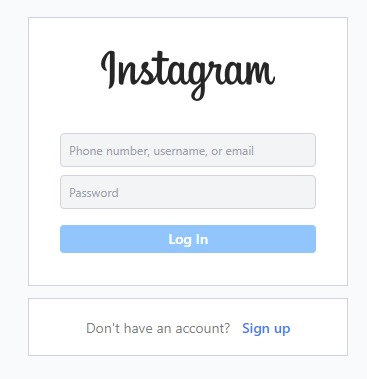 Instagram
Phone number, username, or email
Password
Log In
Don't have an account? Sign up